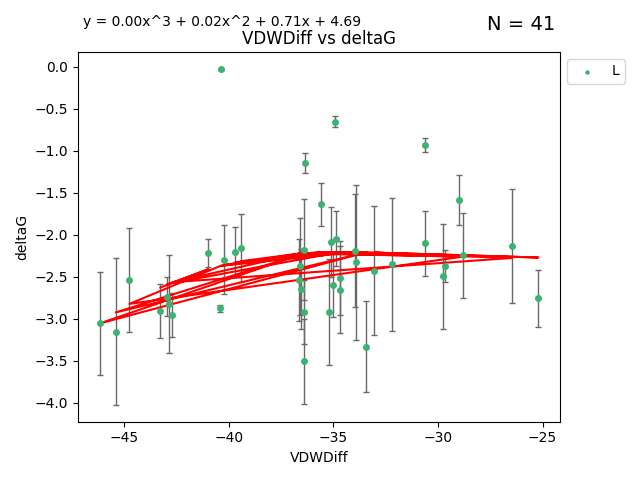 y = 0.00x^3 + 0.02x^2 + 0.71x + 4.69
N = 41
VDWDiff vs deltaG
L
0.0
−0.5
−1.0
−1.5
−2.0
−2.5
−3.0
−3.5
−4.0
deltaG
−45
−40
−35
−30
−25
VDWDiff